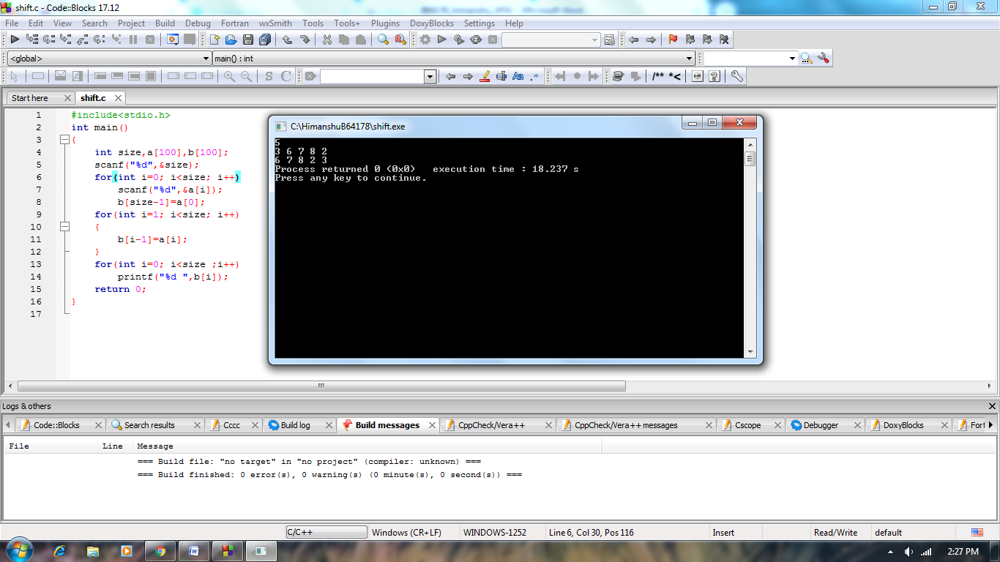 shift.c - Code::Blocks 17.12
File Edit View Search Project Build Debug Fortran wxSmith Tools Tools+ Plugins DoxyBlocks Settings Help
<global> main() : int
S C Aa .* /** *<
Start here shift.c
1 #include<stdio.h>
2 int main()
3 {
4 int size,a[100],b[100];
5 scanf("%d",&size);
6 for(int i=0; i<size; i++)
7 scanf("%d",&a[i]);
8 b[size-1]=a[0];
9 for(int i=1; i<size; i++)
10 {
11 b[i-1]=a[i];
12 }
13 for(int i=0; i<size ;i++)
14 printf("%d ",b[i]);
15 return 0;
16 }
17
C:\HimanshuB64178\shift.exe
5
3 6 7 8 2
6 7 8 2 3
Process returned 0 (0x0) execution time : 18.237 s
Press any key to continue.
Logs & others
Code::Blocks Search results Cccc Build log Build messages CppCheck/Vera++ CppCheck/Vera++ messages Cscope Debugger DoxyBlocks Fort
File Line Message
=== Build file: "no target" in "no project" (compiler: unknown) ===
=== Build finished: 0 error(s), 0 warning(s) (0 minute(s), 0 second(s)) ===
C/C++ Windows (CR+LF) WINDOWS-1252 Line 6, Col 30, Pos 116 Insert Read/Write default
2:27 PM